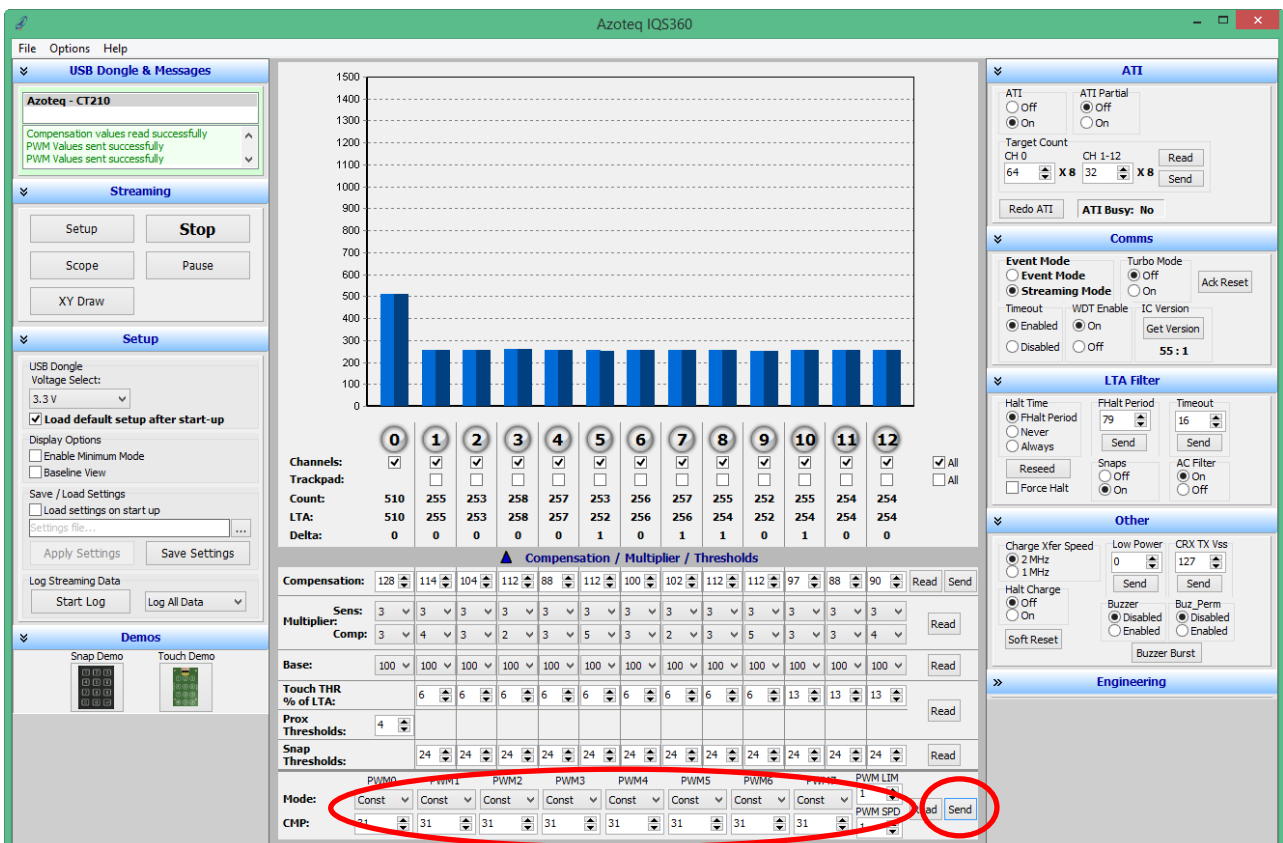 Azoteq IQS360
File Options Help
USB Dongle & Messages
Azoteq - CT210
Compensation values read successfully
PWM Values sent successfully
PWM Values sent successfully
Streaming
Setup Stop
Scope Pause
XY Draw
Setup
USB Dongle
Voltage Select:
3.3 V
Load default setup after start-up
Display Options
Enable Minimum Mode
Baseline View
Save / Load Settings
Load settings on start up
Settings file... ...
Apply Settings Save Settings
Log Streaming Data
Start Log Log All Data
Demos
Snap Demo Touch Demo
1500
1400
1300
1200
1100
1000
900
800
700
600
500
400
300
200
100
0
0 1 2 3 4 5 6 7 8 9 10 11 12
Channels: All
Trackpad: All
Count: 510 255 253 258 257 253 256 257 255 252 255 254 254
LTA: 510 255 253 258 257 252 256 256 254 252 254 254 254
Delta: 0 0 0 0 0 1 0 1 1 0 1 0 0
Compensation / Multiplier / Thresholds
Compensation: 128 114 104 112 88 112 100 102 112 112 97 88 90 Read Send
Multiplier:
Sens: 3 3 3 3 3 3 3 3 3 3 3 3 3
Comp: 3 4 3 2 3 5 3 2 3 5 3 3 4
Read
Base: 100 100 100 100 100 100 100 100 100 100 100 100 100 Read
Touch THR
% of LTA: 6 6 6 6 6 6 6 6 6 13 13 13
Read
Prox
Thresholds: 4
Snap
Thresholds: 24 24 24 24 24 24 24 24 24 24 24 24 Read
PWM0 PWM1 PWM2 PWM3 PWM4 PWM5 PWM6 PWM7 PWM LIM
Mode: Const Const Const Const Const Const Const Const 1
Read Send
PWM SPD
CMP: 31 31 31 31 31 31 31 31 1
ATI
ATI ATI Partial
Off Off
On On
Target Count
CH 0 CH 1-12
64 X 8 32 X 8
Read
Send
Redo ATI ATI Busy: No
Comms
Event Mode Turbo Mode
Event Mode Off
Streaming Mode On
Ack Reset
Timeout WDT Enable IC Version
Enabled On Get Version
Disabled Off 55 : 1
LTA Filter
Halt Time FHalt Period Timeout
FHalt Period 79 16
Never
Always Send Send
Reseed Snaps AC Filter
Off On
Force Halt On Off
Other
Charge Xfer Speed Low Power CRX TX Vss
2 MHz 0 127
1 MHz
Halt Charge Send Send
Off Buzzer Buz_Perm
On Disabled Disabled
Soft Reset Enabled Enabled
Buzzer Burst
Engineering